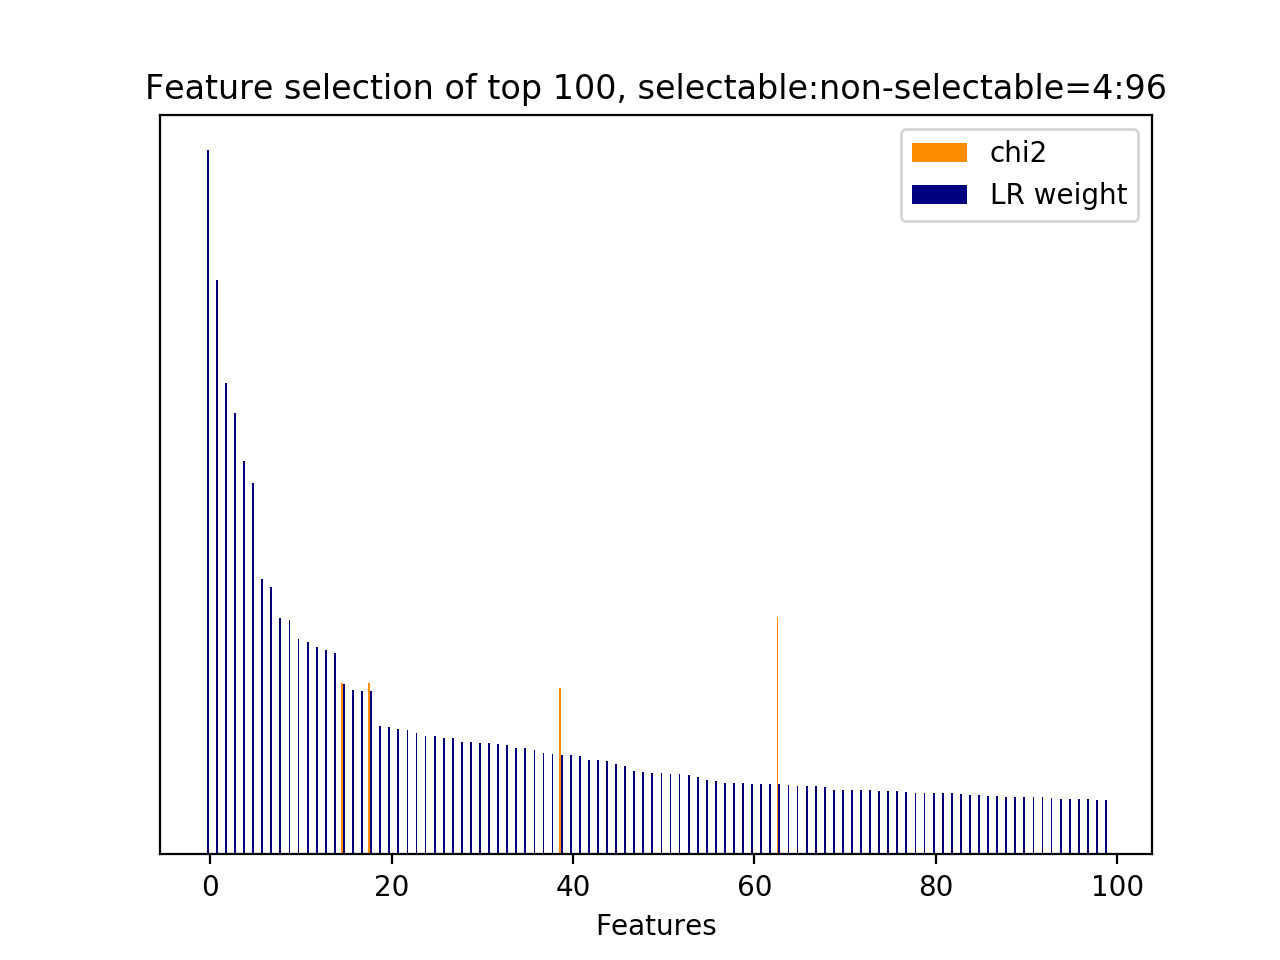 Feature selection of top 100, selectable:non-selectable=4:96
chi2
LR weight
0 20 40 60 80 100
Features